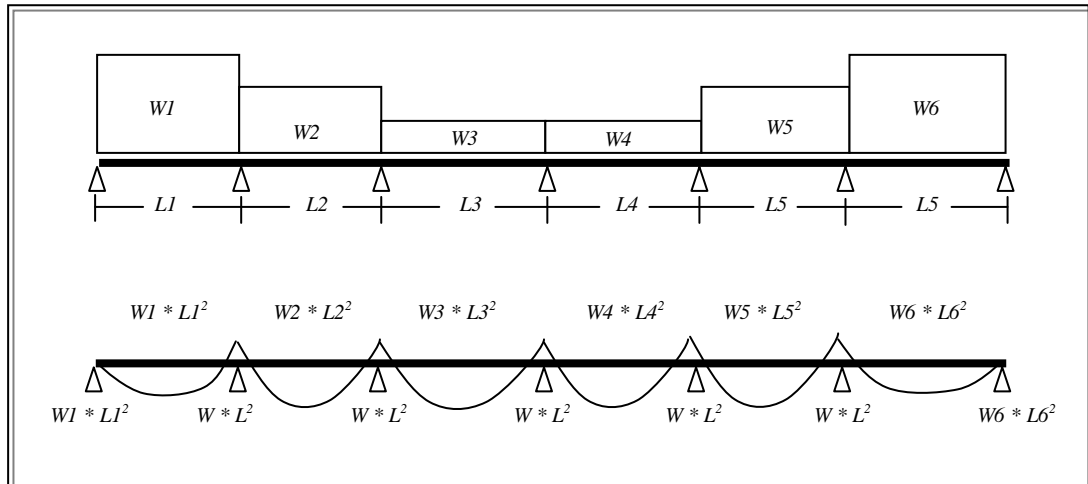 W1 W2 W3 W4 W5 W6
L1 L2 L3 L4 L5 L5
W1 * L1² W2 * L2² W3 * L3² W4 * L4² W5 * L5² W6 * L6²
W1 * L1² W * L² W * L² W * L² W * L² W * L² W6 * L6²